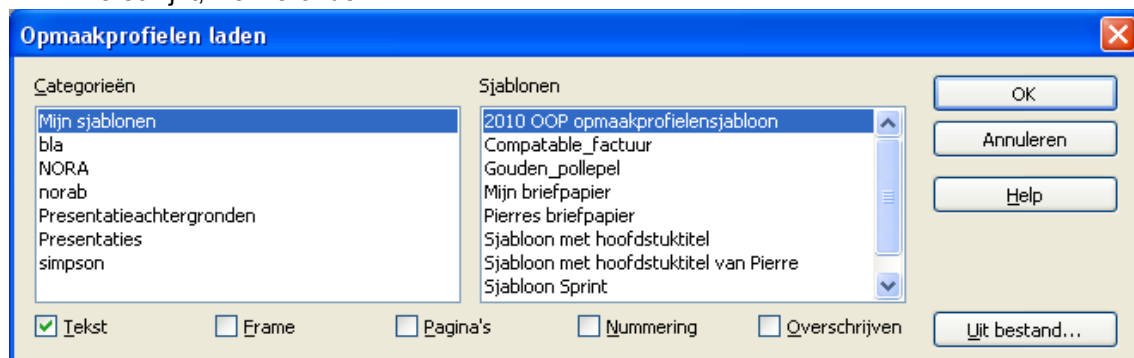 Opmaakprofielen laden
Categorieën
Mijn sjablonen
bla
NORA
norab
Presentatieachtergronden
Presentaties
simpson
Sjablonen
2010 OOP opmaakprofielensjabloon
Compatable_factuur
Gouden_pollepel
Mijn briefpapier
Pierres briefpapier
Sjabloon met hoofdstuktitel
Sjabloon met hoofdstuktitel van Pierre
Sjabloon Sprint
OK
Annuleren
Help
Tekst Frame Pagina's Nummering Overschrijven Uit bestand...